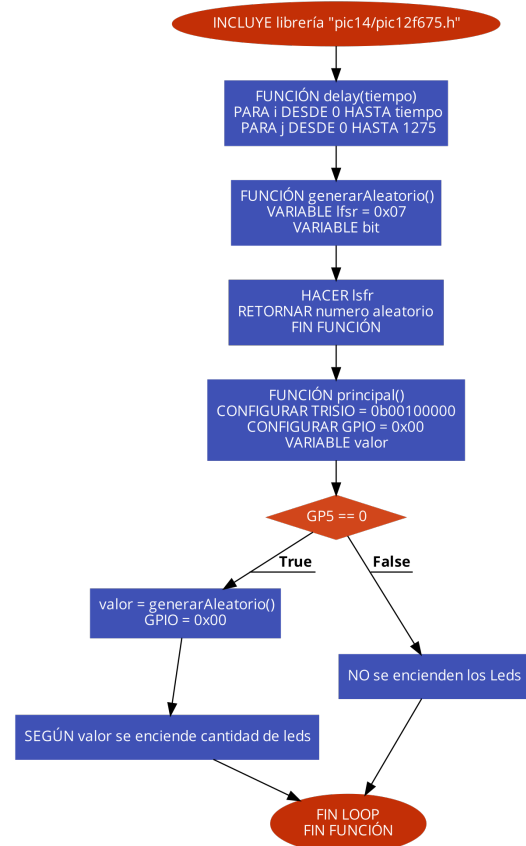 INCLUYE librería "pic14/pic12f675.h"
FUNCIÓN delay(tiempo)
PARA i DESDE 0 HASTA tiempo
PARA j DESDE 0 HASTA 1275
FUNCIÓN generarAleatorio()
VARIABLE lfsr = 0x07
VARIABLE bit
HACER lsfr
RETORNAR numero aleatorio
FIN FUNCIÓN
FUNCIÓN principal()
CONFIGURAR TRISIO = 0b00100000
CONFIGURAR GPIO = 0x00
VARIABLE valor
GP5 == 0
True
False
valor = generarAleatorio()
GPIO = 0x00
NO se encienden los Leds
SEGÚN valor se enciende cantidad de leds
FIN LOOP
FIN FUNCIÓN